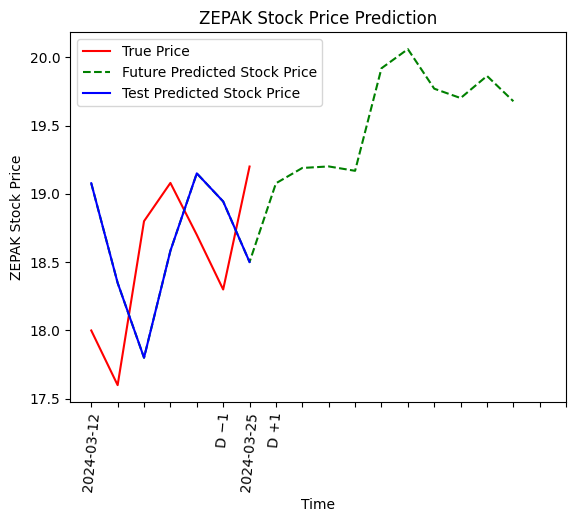 ZEPAK Stock Price Prediction
True Price
Future Predicted Stock Price
Test Predicted Stock Price
ZEPAK Stock Price
20.0
19.5
19.0
18.5
18.0
17.5
2024-03-12
D −1
2024-03-25
D +1
Time